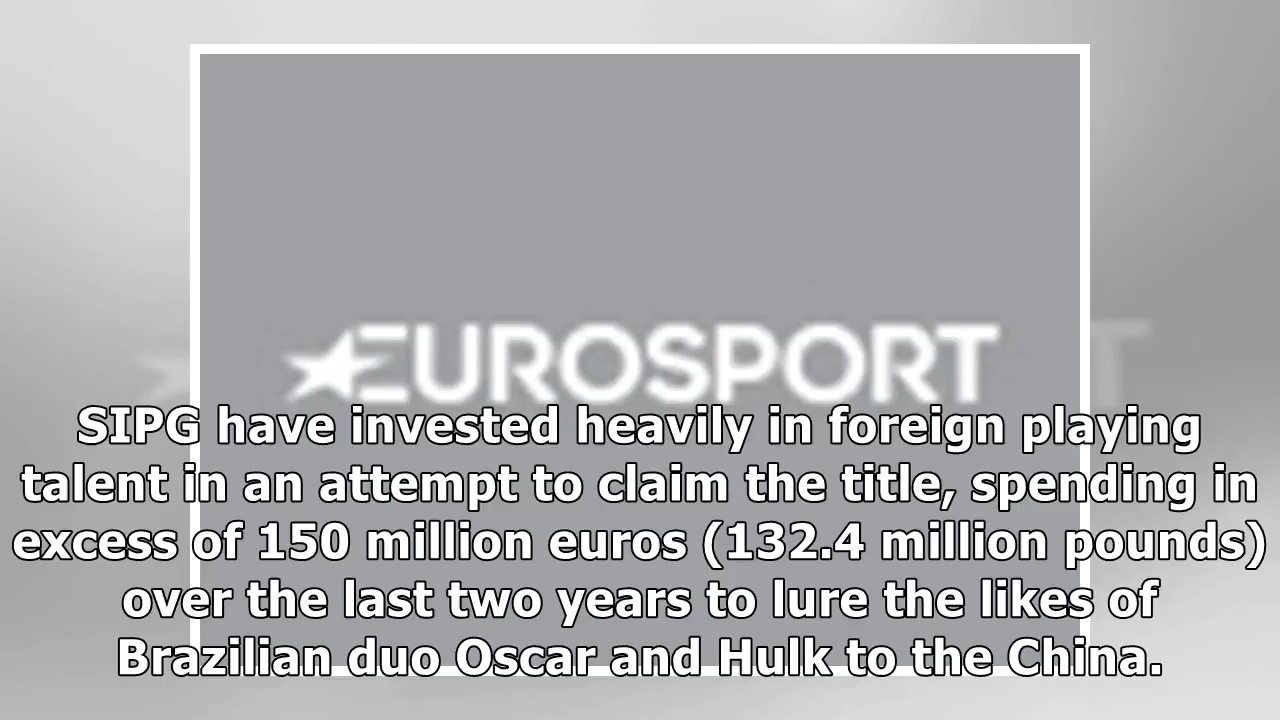 EUROSPORT
SIPG have invested heavily in foreign playing
talent in an attempt to claim the title, spending in
excess of 150 million euros (132.4 million pounds)
over the last two years to lure the likes of
Brazilian duo Oscar and Hulk to the China.